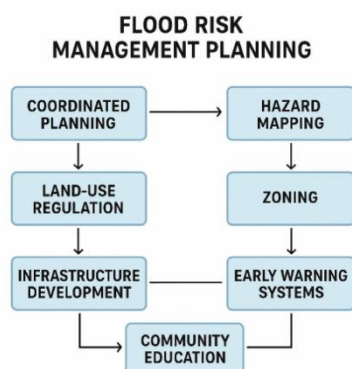 FLOOD RISK
MANAGEMENT PLANNING
COORDINATED
PLANNING
HAZARD
MAPPING
LAND-USE
REGULATION
ZONING
INFRASTRUCTURE
DEVELOPMENT
EARLY WARNING
SYSTEMS
COMMUNITY
EDUCATION